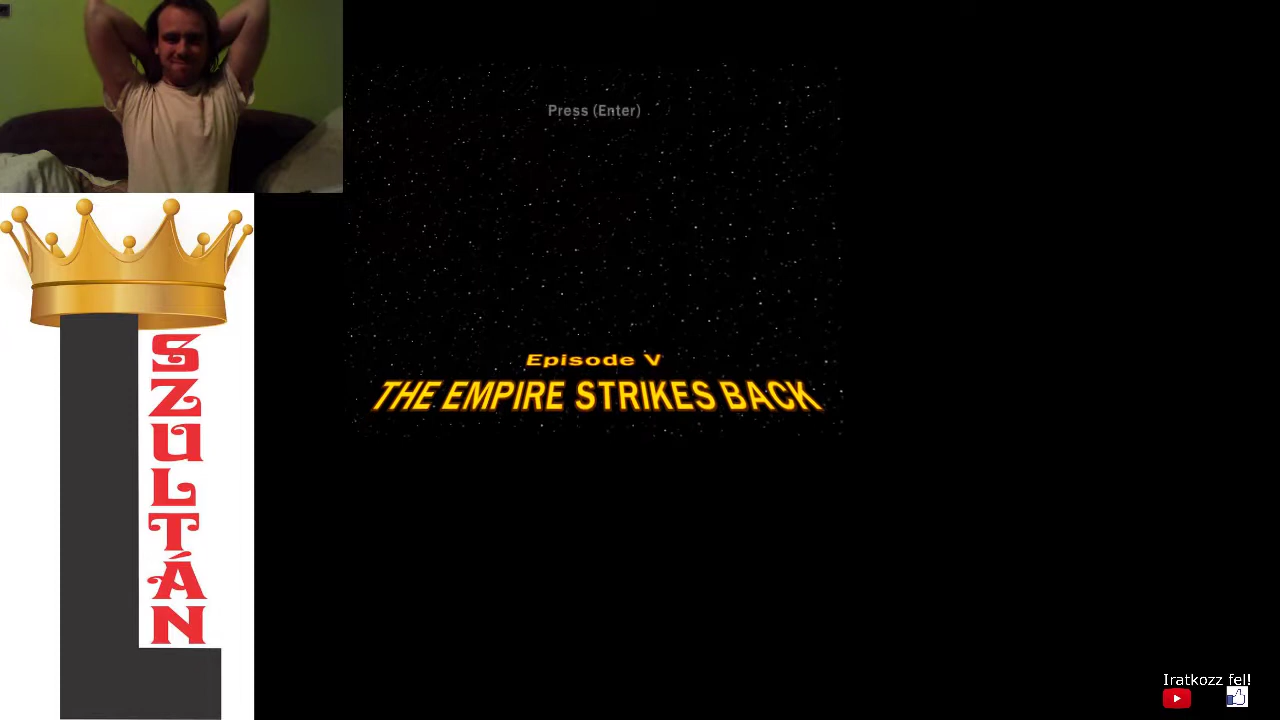 Press (Enter)
Episode V
THE EMPIRE STRIKES BACK
L
SZULTÁN
Iratkozz fel!